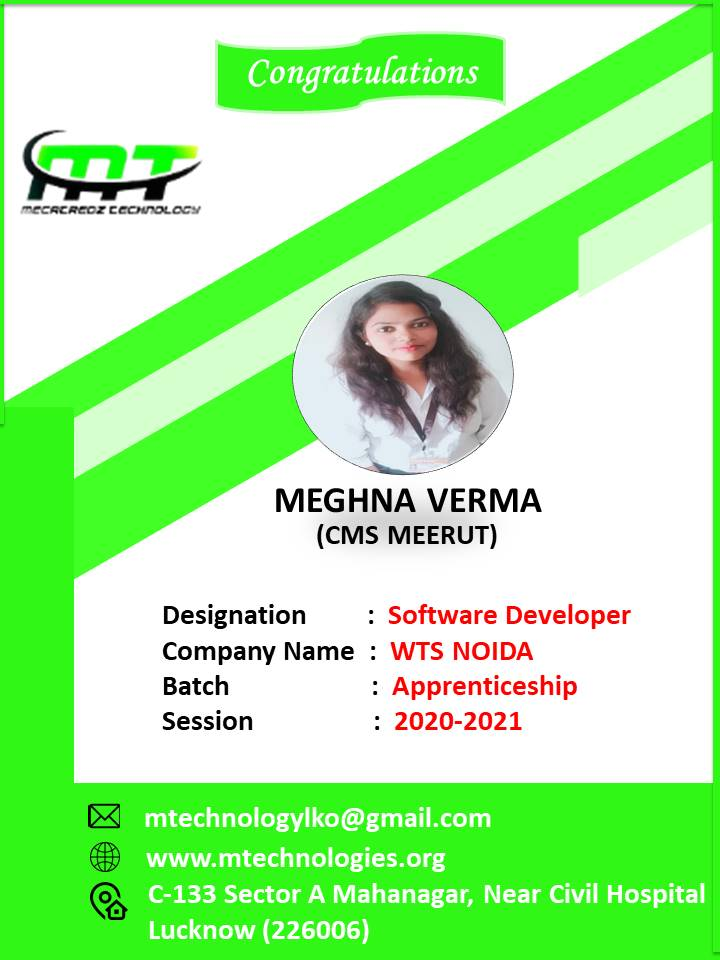 Congratulations
MT
MECATREDZ TECHNOLOGY
MEGHNA VERMA
(CMS MEERUT)
Designation : Software Developer
Company Name : WTS NOIDA
Batch : Apprenticeship
Session : 2020-2021
mtechnologylko@gmail.com
www.mtechnologies.org
C-133 Sector A Mahanagar, Near Civil Hospital
Lucknow (226006)